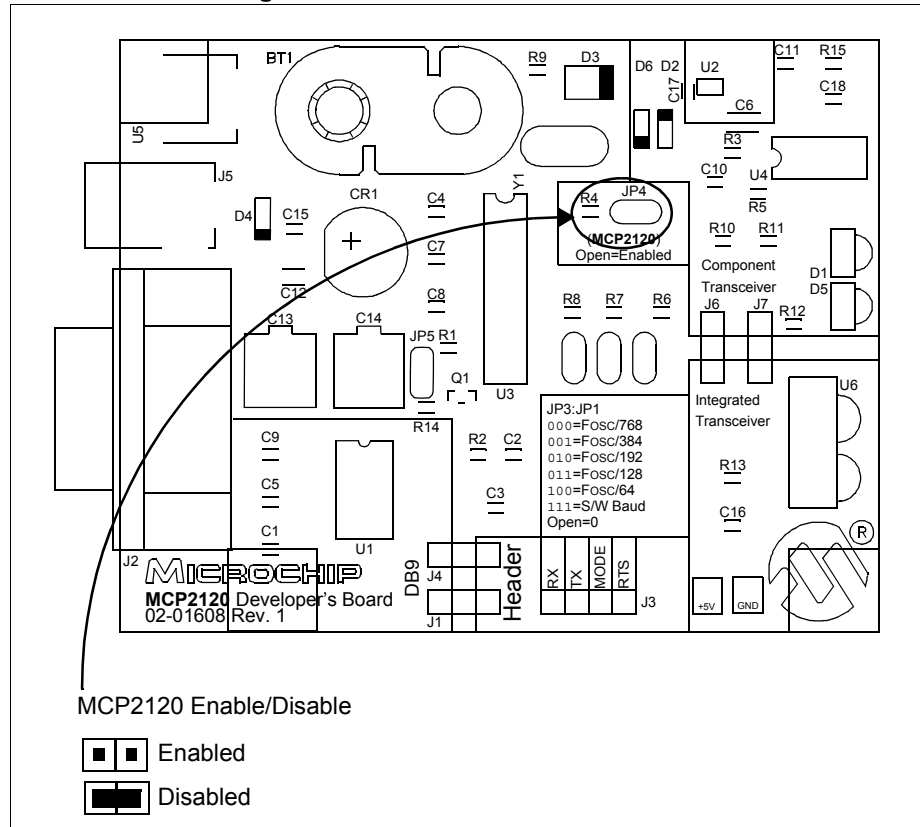 BT1
R9
D3
D6
D2
C17
U2
C11
R15
C18
C6
U5
R3
J5
Y1
C10
U4
R5
CR1
C4
R4
JP4
D4
C15
(MCP2120)
Open=Enabled
R10
R11
C7
Component
Transceiver
D1
D5
C12
C8
R8
R7
R6
J6
J7
R12
C13
C14
JP5
R1
Q1
U3
Integrated
Transceiver
U6
R14
JP3:JP1
000=FOSC/768
001=FOSC/384
010=FOSC/192
011=FOSC/128
100=FOSC/64
111=S/W Baud
Open=0
C9
R2
C2
R13
C5
C3
C16
C1
U1
®
J2
MICROCHIP
MCP2120 Developer's Board
02-01608 Rev. 1
DB9
J4
J1
Header
RX
TX
MODE
RTS
J3
+5V
GND
MCP2120 Enable/Disable
Enabled
Disabled